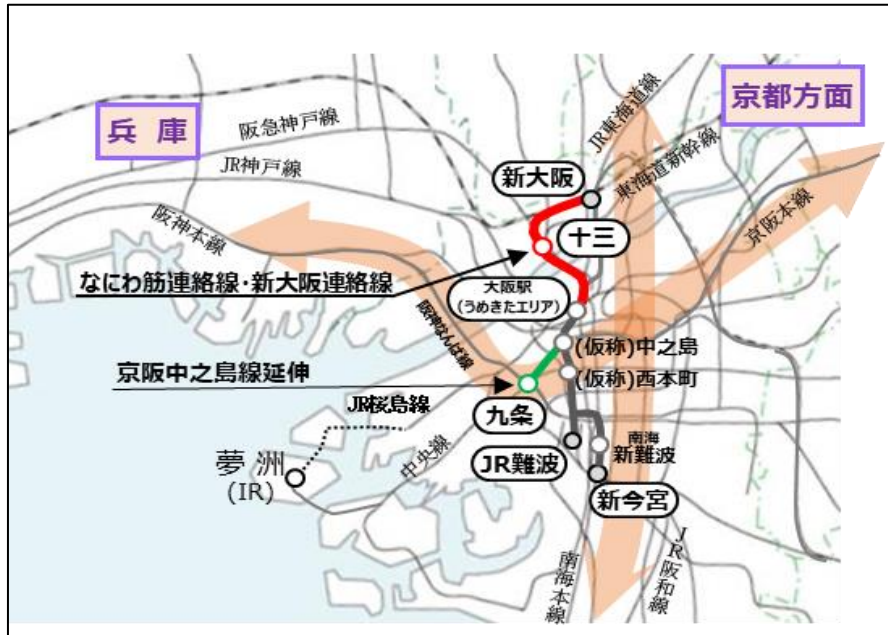 兵 庫
京都方面
阪急神戸線
JR神戸線
阪神本線
JR東海道線
東海道新幹線
京阪本線
新大阪
十三
なにわ筋連絡線・新大阪連絡線
大阪駅
(うめきたエリア)
阪神なんば線
(仮称)中之島
(仮称)西本町
京阪中之島線延伸
九条
JR桜島線
JR難波
南海
新難波
夢 洲
(IR)
中央線
新今宮
南海本線
JR阪和線